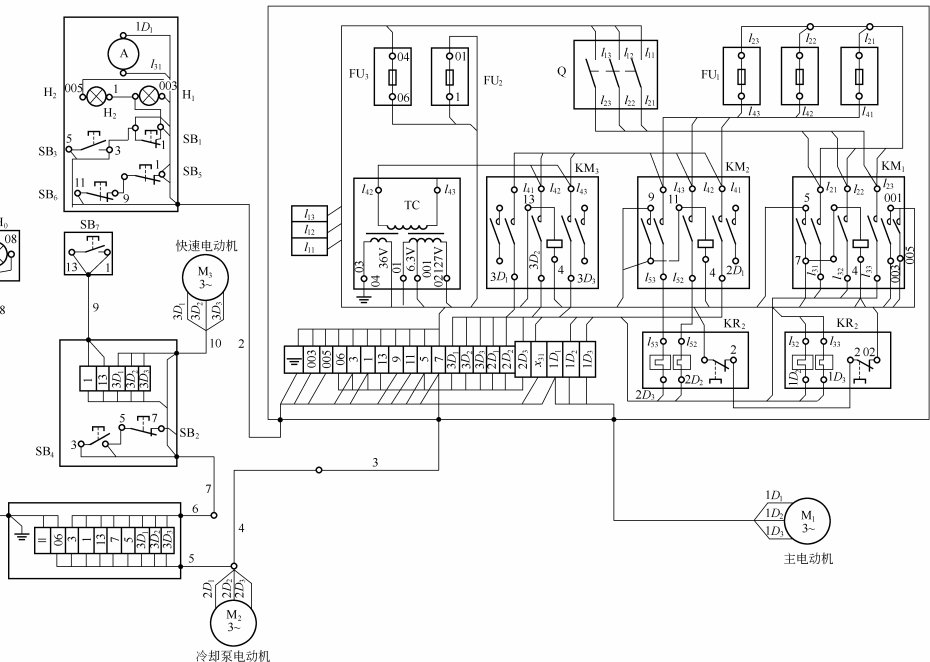 1D₁
A
l₃₁
H₂ 005 1 003 H₁
H₂
SB₁
5 3 1
SB₃
1 SB₅
11 9
SB₆
SB₇
13 1
H₀
08
8
9
快速电动机
M₃
3~
3D₁ 3D₂ 3D₃
10 2
1 13 3D₁ 3D₂ 3D₃
5 7 SB₂
3
SB₄
7
6
06 3 1 13 7 5 3D₁ 3D₂ 3D₃
5
4
3
2D₁ 2D₂ 2D₃
M₂
3~
冷却泵电动机
FU₃ 04 06
01 1 FU₂
Q
l₁₃ l₁₂ l₁₁
l₂₃ l₂₂ l₂₁
FU₁
l₂₃ l₂₂ l₂₁
l₄₃ l₄₂ l₄₁
l₁₃
l₁₂
l₁₁
l₄₂ l₄₃
TC
36V 6.3V 127V
03 04 01 001 02
KM₃
l₄₁ l₄₂ l₄₃
13
3D₁ 3D₂ 4 3D₃
KM₂
9 l₄₃ 11 l₄₂ l₄₁
l₅₃ l₅₂ 4 2D₁
KM₁
5 l₂₁ 2 l₂₂ l₂₃ 001
7 l₃₁ l₃₂ 4 l₃₃ 003 005
003 005 06 3 1 13 9 11 5 7 3D₁ 3D₂ 3D₃ 2D₁ 2D₂ 2D₃ x₃₁ 1D₁ 1D₂ 1D₃
KR₂
l₅₃ l₅₂ 2
2D₃ 2D₂
KR₂
l₃₂ l₃₃ 2 02
1D₂ 1D₃
1D₁
1D₂
1D₃
M₁
3~
主电动机